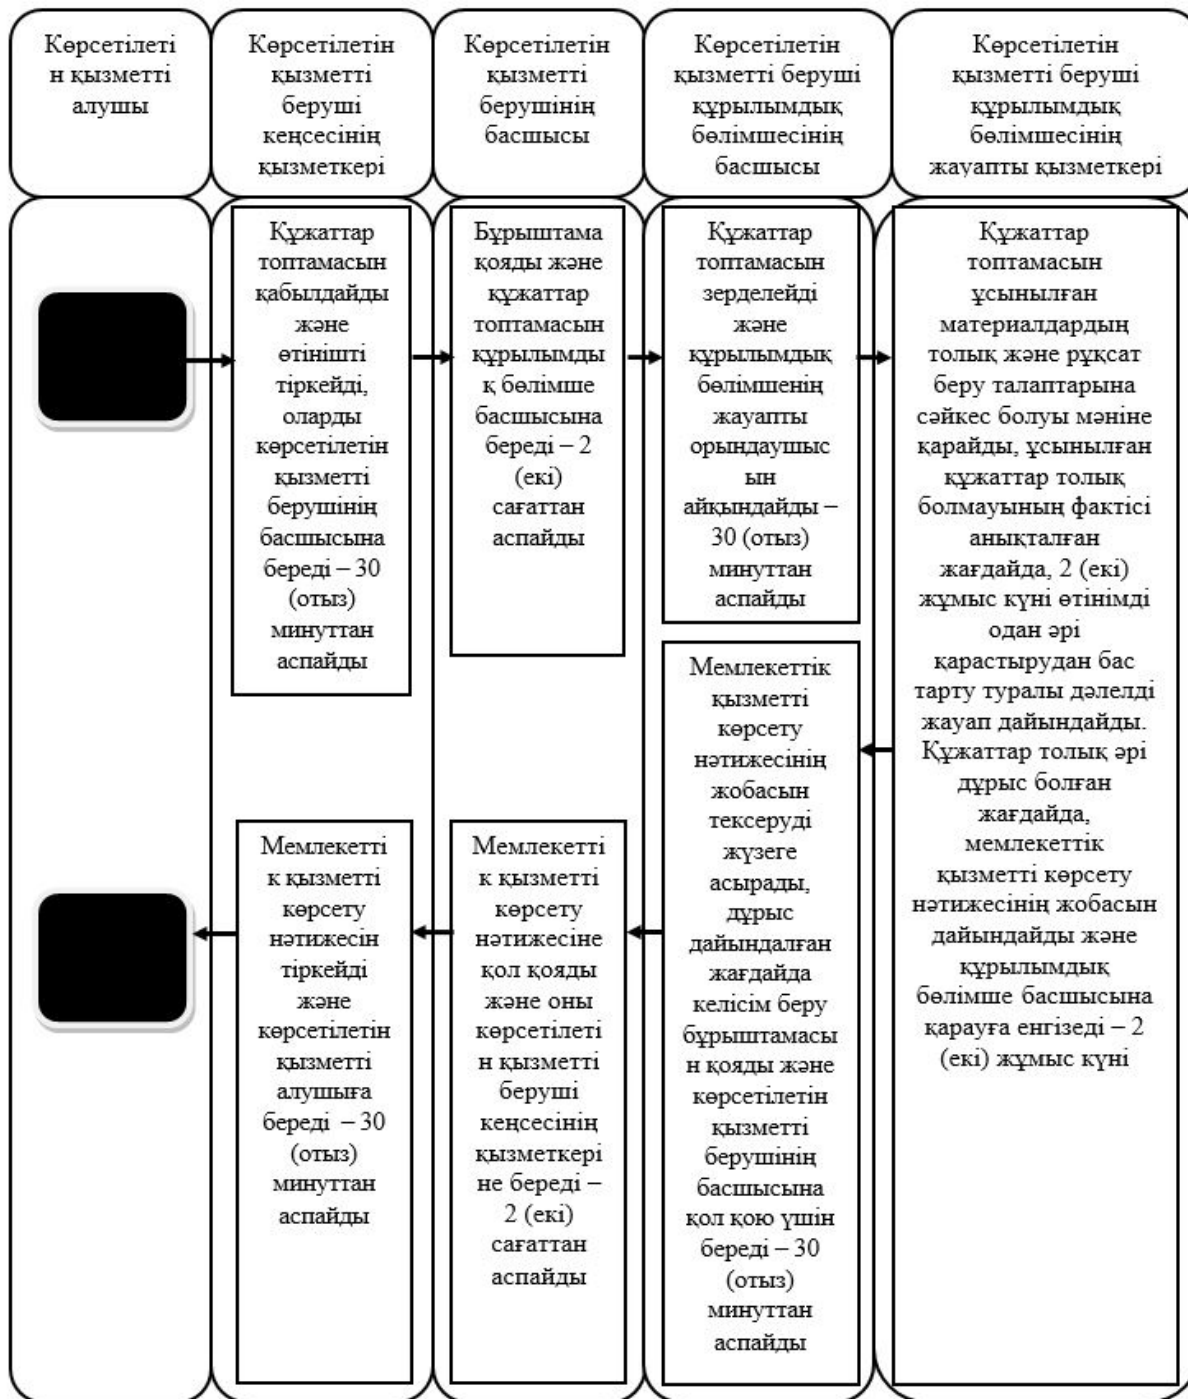 Көрсетілеті
н қызметті
алушы
Көрсетілетін
қызметті
беруші
кеңсесінің
қызметкері
Көрсетілетін
қызметті
берушінің
басшысы
Көрсетілетін
қызметті беруші
құрылымдық
бөлімшесінің
басшысы
Көрсетілетін
қызметті беруші
құрылымдық
бөлімшесінің
жауапты қызметкері
Құжаттар
топтамасын
қабылдайды
және
өтінішті
тіркейді,
оларды
көрсетілетін
қызметті
берушінің
басшысына
береді – 30
(отыз)
минуттан
аспайды
Бұрыштама
қояды және
құжаттар
топтамасын
құрылымды
қ бөлімше
басшысына
береді – 2
(екі)
сағаттан
аспайды
Құжаттар
топтамасын
зерделейді
және
құрылымдық
бөлімшенің
жауапты
орындаушыс
ын
айқындайды –
30 (отыз)
минуттан
аспайды
Құжаттар
топтамасын
ұсынылған
материалдардың
толық және рұқсат
беру талаптарына
сәйкес болуы мәніне
қарайды, ұсынылған
құжаттар толық
болмауының фактісі
анықталған
жағдайда, 2 (екі)
жұмыс күні өтінімді
одан әрі
қарастырудан бас
тарту туралы дәлелді
жауап дайындайды.
Құжаттар толық әрі
дұрыс болған
жағдайда,
мемлекеттік
қызметті көрсету
нәтижесінің жобасын
дайындайды және
құрылымдық
бөлімше басшысына
қарауға енгізеді – 2
(екі) жұмыс күні
Мемлекеттік
қызметті
көрсету
нәтижесінің
жобасын
тексеруді
жүзеге
асырады,
дұрыс
дайындалған
жағдайда
келісім беру
бұрыштамасы
н қояды және
көрсетілетін
қызметті
берушінің
басшысына
қол қою үшін
береді – 30
(отыз)
минуттан
аспайды
Мемлекетті
к қызметті
көрсету
нәтижесіне
қол қояды
және оны
көрсетілеті
н қызметті
беруші
кеңсесінің
қызметкері
не береді –
2 (екі)
сағаттан
аспайды
Мемлекетті
к қызметті
көрсету
нәтижесін
тіркейді
және
көрсетілетін
қызметті
алушыға
береді – 30
(отыз)
минуттан
аспайды